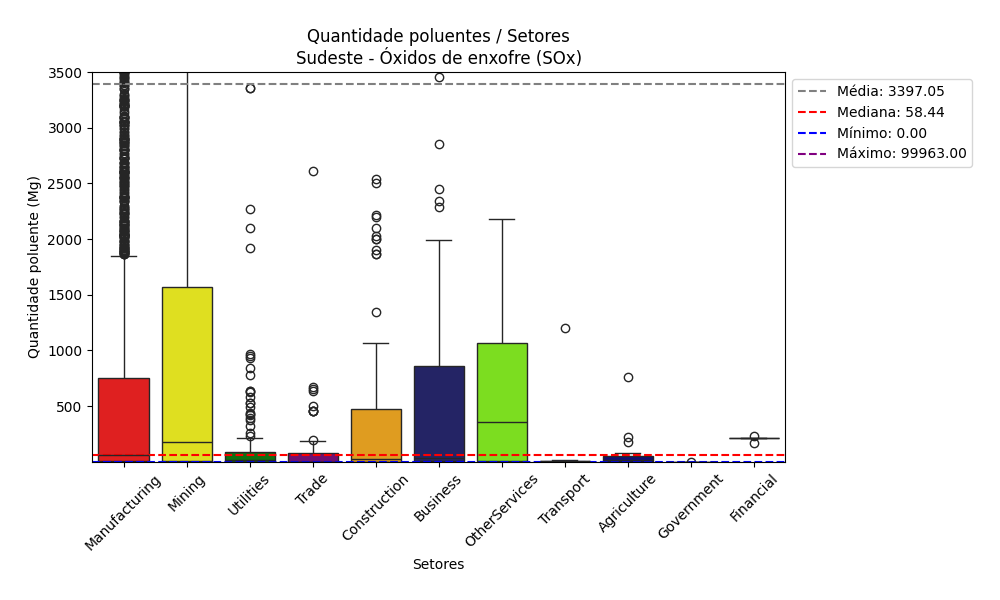 Quantidade poluentes / Setores
Sudeste - Óxidos de enxofre (SOx)
Média: 3397.05
Mediana: 58.44
Mínimo: 0.00
Máximo: 99963.00
Quantidade poluente (Mg)
3500
3000
2500
2000
1500
1000
500
Manufacturing
Mining
Utilities
Trade
Construction
Business
OtherServices
Transport
Agriculture
Government
Financial
Setores